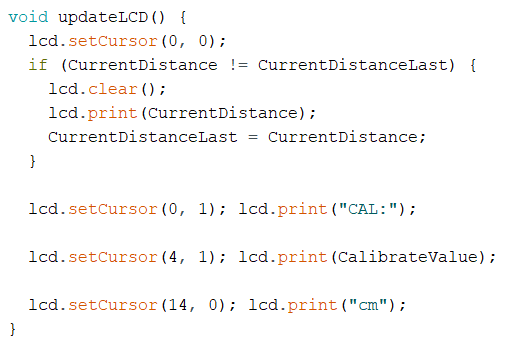 void updateLCD() {
  lcd.setCursor(0, 0);
  if (CurrentDistance != CurrentDistanceLast) {
    lcd.clear();
    lcd.print(CurrentDistance);
    CurrentDistanceLast = CurrentDistance;
  }

  lcd.setCursor(0, 1); lcd.print("CAL:");

  lcd.setCursor(4, 1); lcd.print(CalibrateValue);

  lcd.setCursor(14, 0); lcd.print("cm");
}